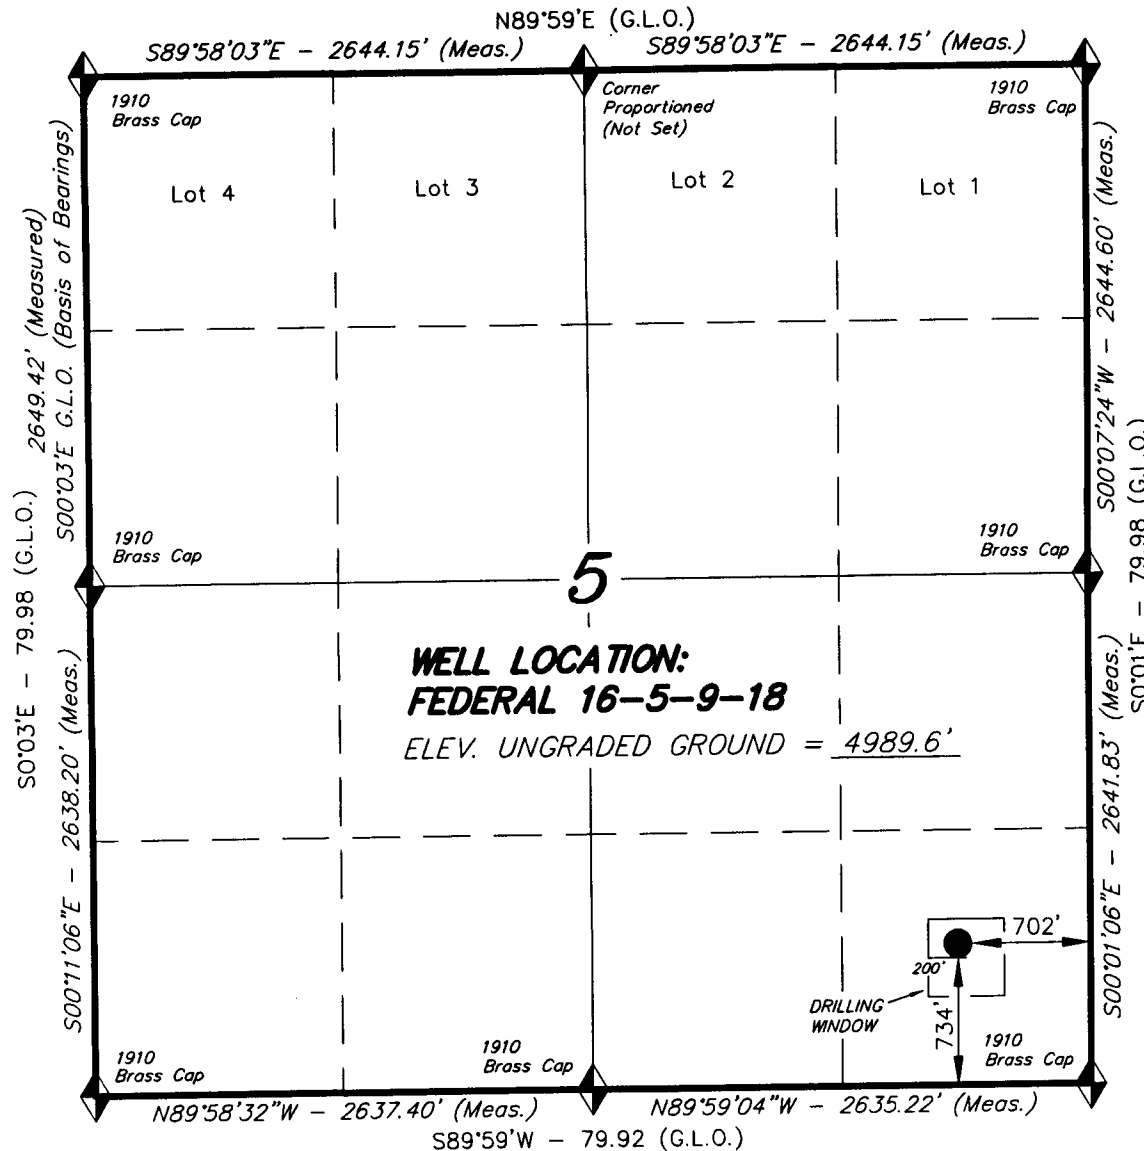 N89°59'E (G.L.O.)
S89°58'03"E – 2644.15' (Meas.)
S89°58'03"E – 2644.15' (Meas.)
1910
Brass Cap
Corner
Proportioned
(Not Set)
1910
Brass Cap
Lot 4
Lot 3
Lot 2
Lot 1
2649.42' (Measured)
S00°03'E G.L.O. (Basis of Bearings)
S00°07'24"W – 2644.60' (Meas.)
S0°03'E – 79.98 (G.L.O.)
S0°01'E – 79.98 (G.L.O.)
1910
Brass Cap
1910
Brass Cap
5
WELL LOCATION:
FEDERAL 16–5–9–18
ELEV. UNGRADED GROUND = 4989.6'
S00°11'06"E – 2638.20' (Meas.)
S00°01'06"E – 2641.83' (Meas.)
702'
200'
DRILLING
WINDOW
734'
1910
Brass Cap
1910
Brass Cap
1910
Brass Cap
N89°58'32"W – 2637.40' (Meas.)
N89°59'04"W – 2635.22' (Meas.)
S89°59'W – 79.92 (G.L.O.)